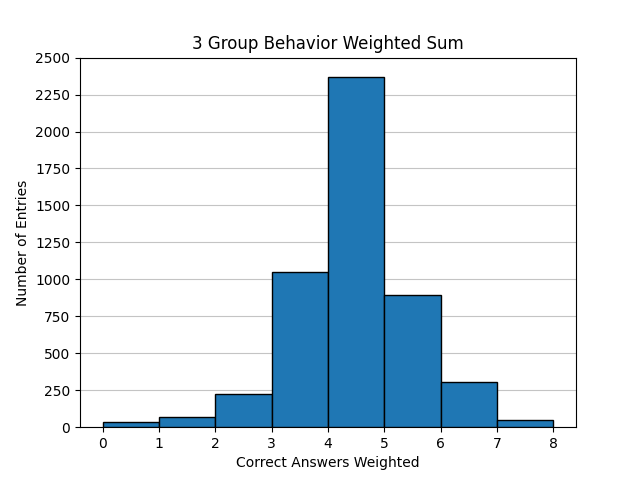 3 Group Behavior Weighted Sum
2500
2250
2000
1750
1500
1250
1000
750
500
250
0
Number of Entries
0 1 2 3 4 5 6 7 8
Correct Answers Weighted